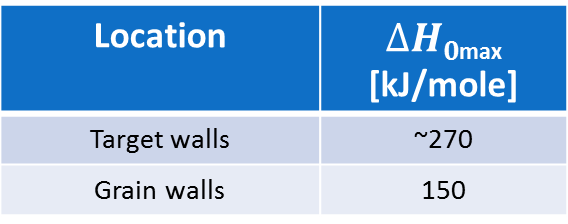 Location ΔH0max
[kJ/mole]
Target walls ~270
Grain walls 150